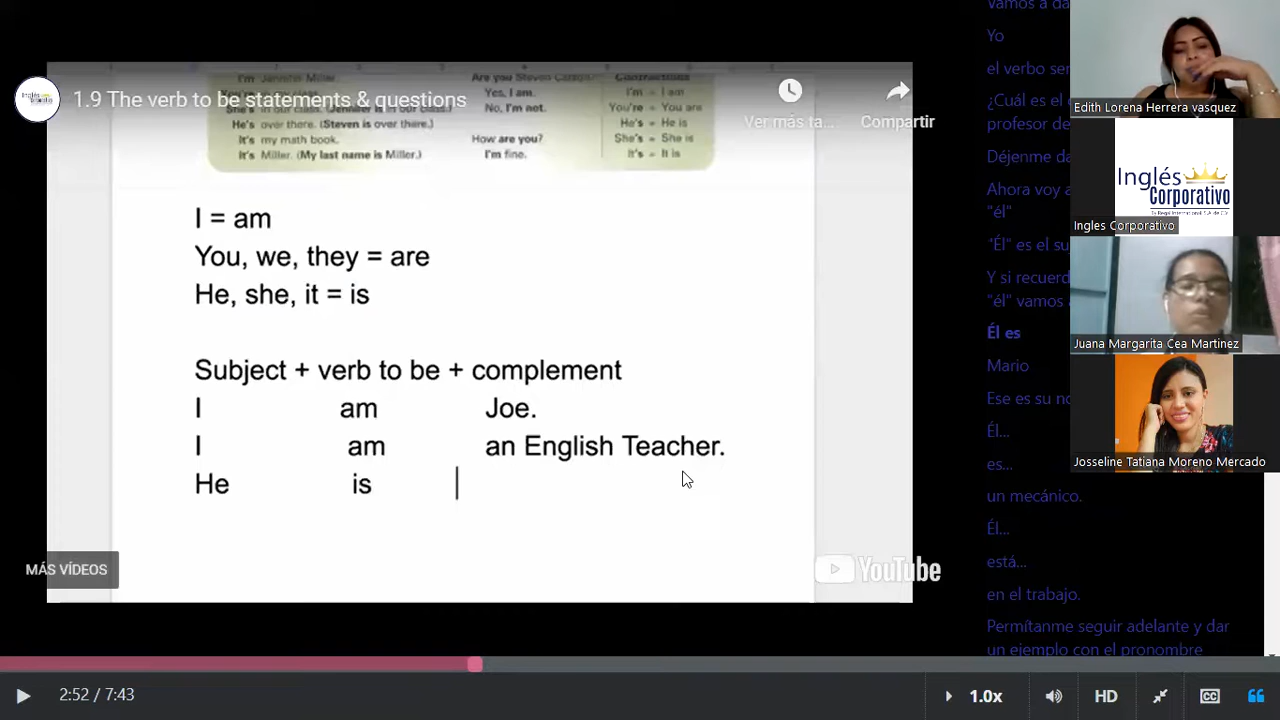 1.9 The verb to be statements & questions
I'm Jennifer Miller.
He's over there. (Steven is over there.)
It's my math book.
It's Miller. (My last name is Miller.)
Yes, I am.
No, I'm not.
How are you?
I'm fine.
Contractions
I'm = I am
You're = You are
He's = He is
She's = She is
It's = It is
Ver más ta...
Compartir
I = am
You, we, they = are
He, she, it = is
Subject + verb to be + complement
I am Joe.
I am an English Teacher.
He is
MÁS VÍDEOS
YouTube
2:52 / 7:43
1.0x
HD
CC
Vamos a da
Yo
el verbo ser
¿Cuál es el
profesor de
Déjenme da
Ahora voy a
"él"
"Él" es el su
Y si recuerd
"él" vamos
Él es
Mario
Ese es su no
Él...
es...
un mecánico.
Él...
está...
en el trabajo.
Permítanme seguir adelante y dar
un ejemplo con el pronombre
Edith Lorena Herrera vasquez
Inglés
Corporativo
Ingles Corporativo
Juana Margarita Cea Martinez
Josseline Tatiana Moreno Mercado